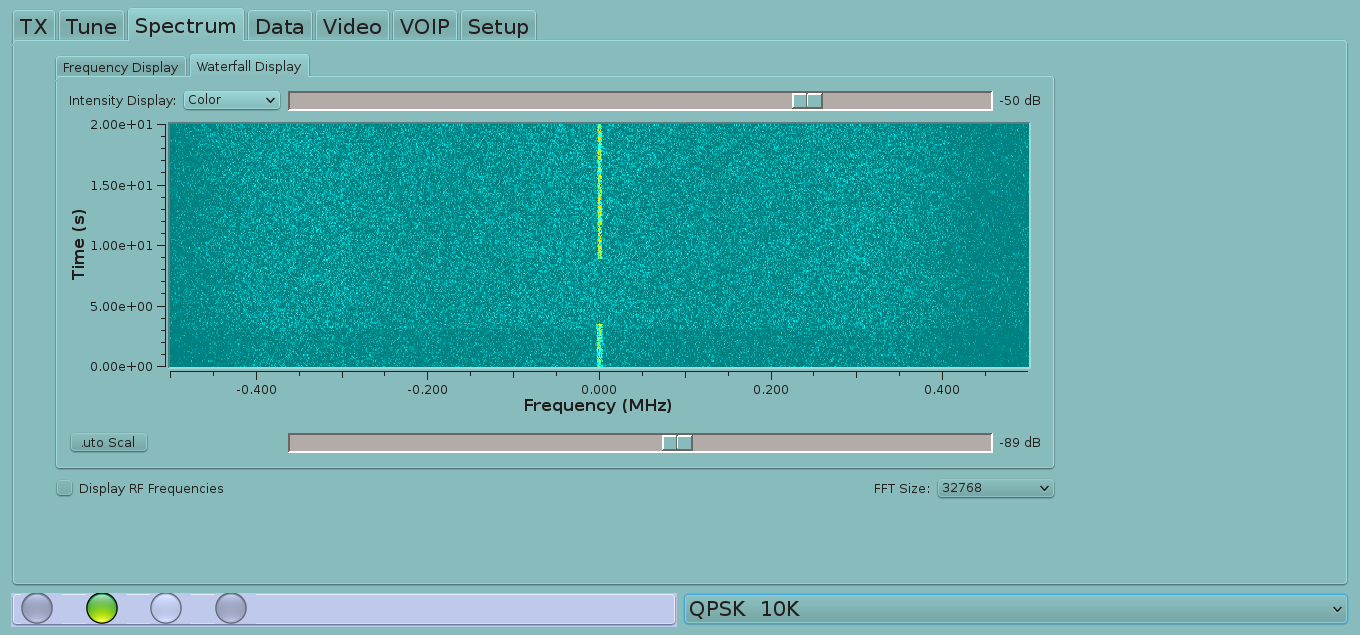 TX Tune Spectrum Data Video VOIP Setup
Frequency Display Waterfall Display
Intensity Display: Color -50 dB
2.00e+01
1.50e+01
1.00e+01
5.00e+00
0.00e+00
Time (s)
-0.400 -0.200 0.000 0.200 0.400
Frequency (MHz)
uto Scal -89 dB
Display RF Frequencies FFT Size: 32768
QPSK 10K